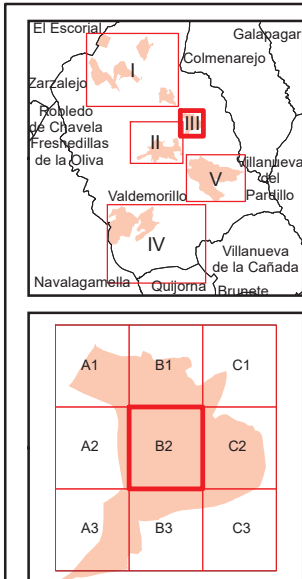 El Escorial
Galapagar
I
Colmenarejo
Zarzalejo
Robledo
de Chavela
III
Fresnedillas
de la Oliva
II
Villanueva
del
Pardillo
V
Valdemorillo
IV
Villanueva
de la Cañada
Navalagamella
Quijorna
Brunete
A1 B1 C1
A2 B2 C2
A3 B3 C3